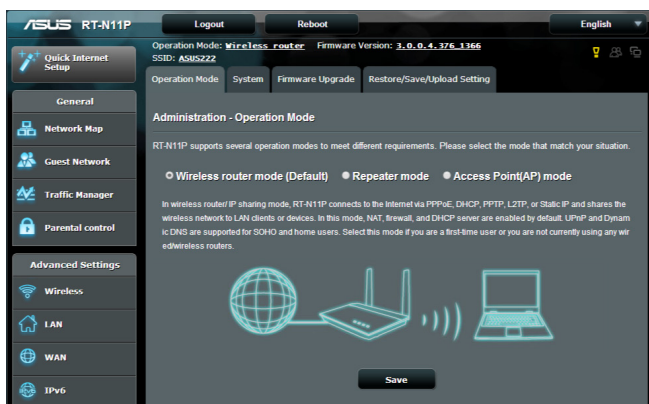 ASUS RT-N11P
Logout
Reboot
English
Quick Internet
Setup
Operation Mode: Wireless router Firmware Version: 3.0.0.4.376_1366
SSID: ASUS222
Operation Mode
System
Firmware Upgrade
Restore/Save/Upload Setting
General
Network Map
Guest Network
Traffic Manager
Parental control
Advanced Settings
Wireless
LAN
WAN
IPv6
Administration - Operation Mode
RT-N11P supports several operation modes to meet different requirements. Please select the mode that match your situation.
Wireless router mode (Default) Repeater mode Access Point(AP) mode
In wireless router/ IP sharing mode, RT-N11P connects to the Internet via PPPoE, DHCP, PPTP, L2TP, or Static IP and shares the
wireless network to LAN clients or devices. In this mode, NAT, firewall, and DHCP server are enabled by default. UPnP and Dynam
ic DNS are supported for SOHO and home users. Select this mode if you are a first-time user or you are not currently using any wir
ed/wireless routers.
Save